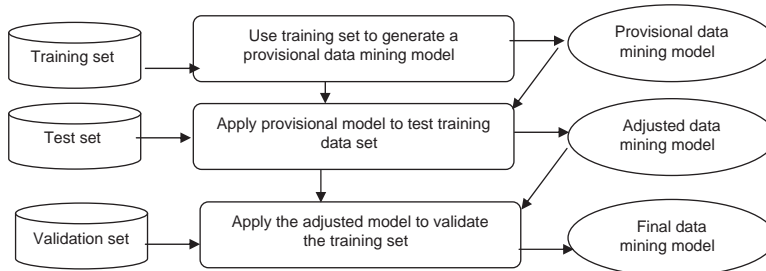 Training set
Use training set to generate a
provisional data mining model
Provisional data
mining model
Test set
Apply provisional model to test training
data set
Adjusted data
mining model
Validation set
Apply the adjusted model to validate
the training set
Final data
mining model